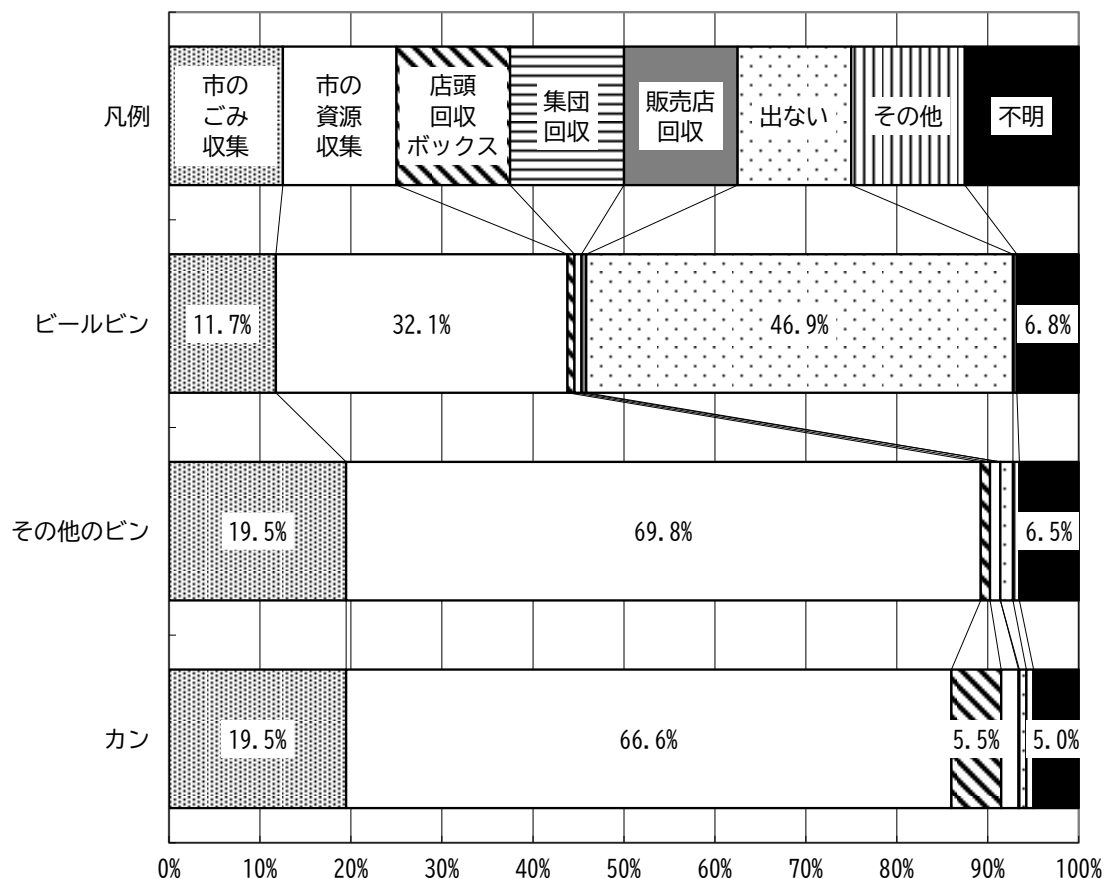 凡例
市の
ごみ
収集
市の
資源
収集
店頭
回収
ボックス
集団
回収
販売店
回収
出ない
その他
不明
ビールビン
11.7%
32.1%
46.9%
6.8%
その他のビン
19.5%
69.8%
6.5%
カン
19.5%
66.6%
5.5%
5.0%
0%
10%
20%
30%
40%
50%
60%
70%
80%
90%
100%